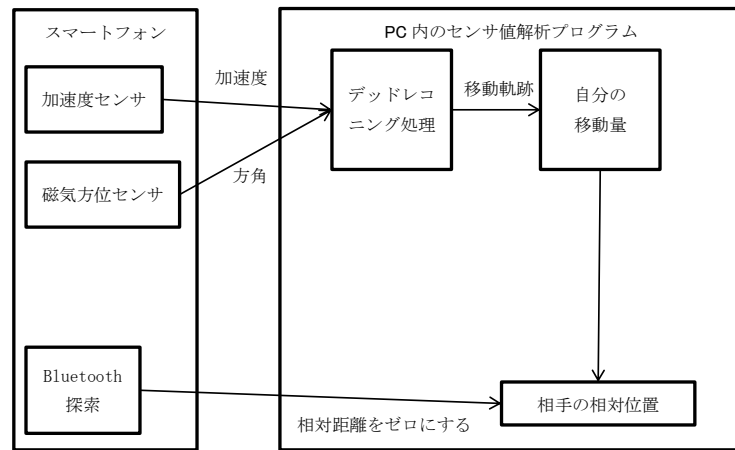 スマートフォン
PC 内のセンサ値解析プログラム
加速度センサ
加速度
デッドレコ
ニング処理
移動軌跡
自分の
移動量
磁気方位センサ
方角
Bluetooth
探索
相対距離をゼロにする
相手の相対位置